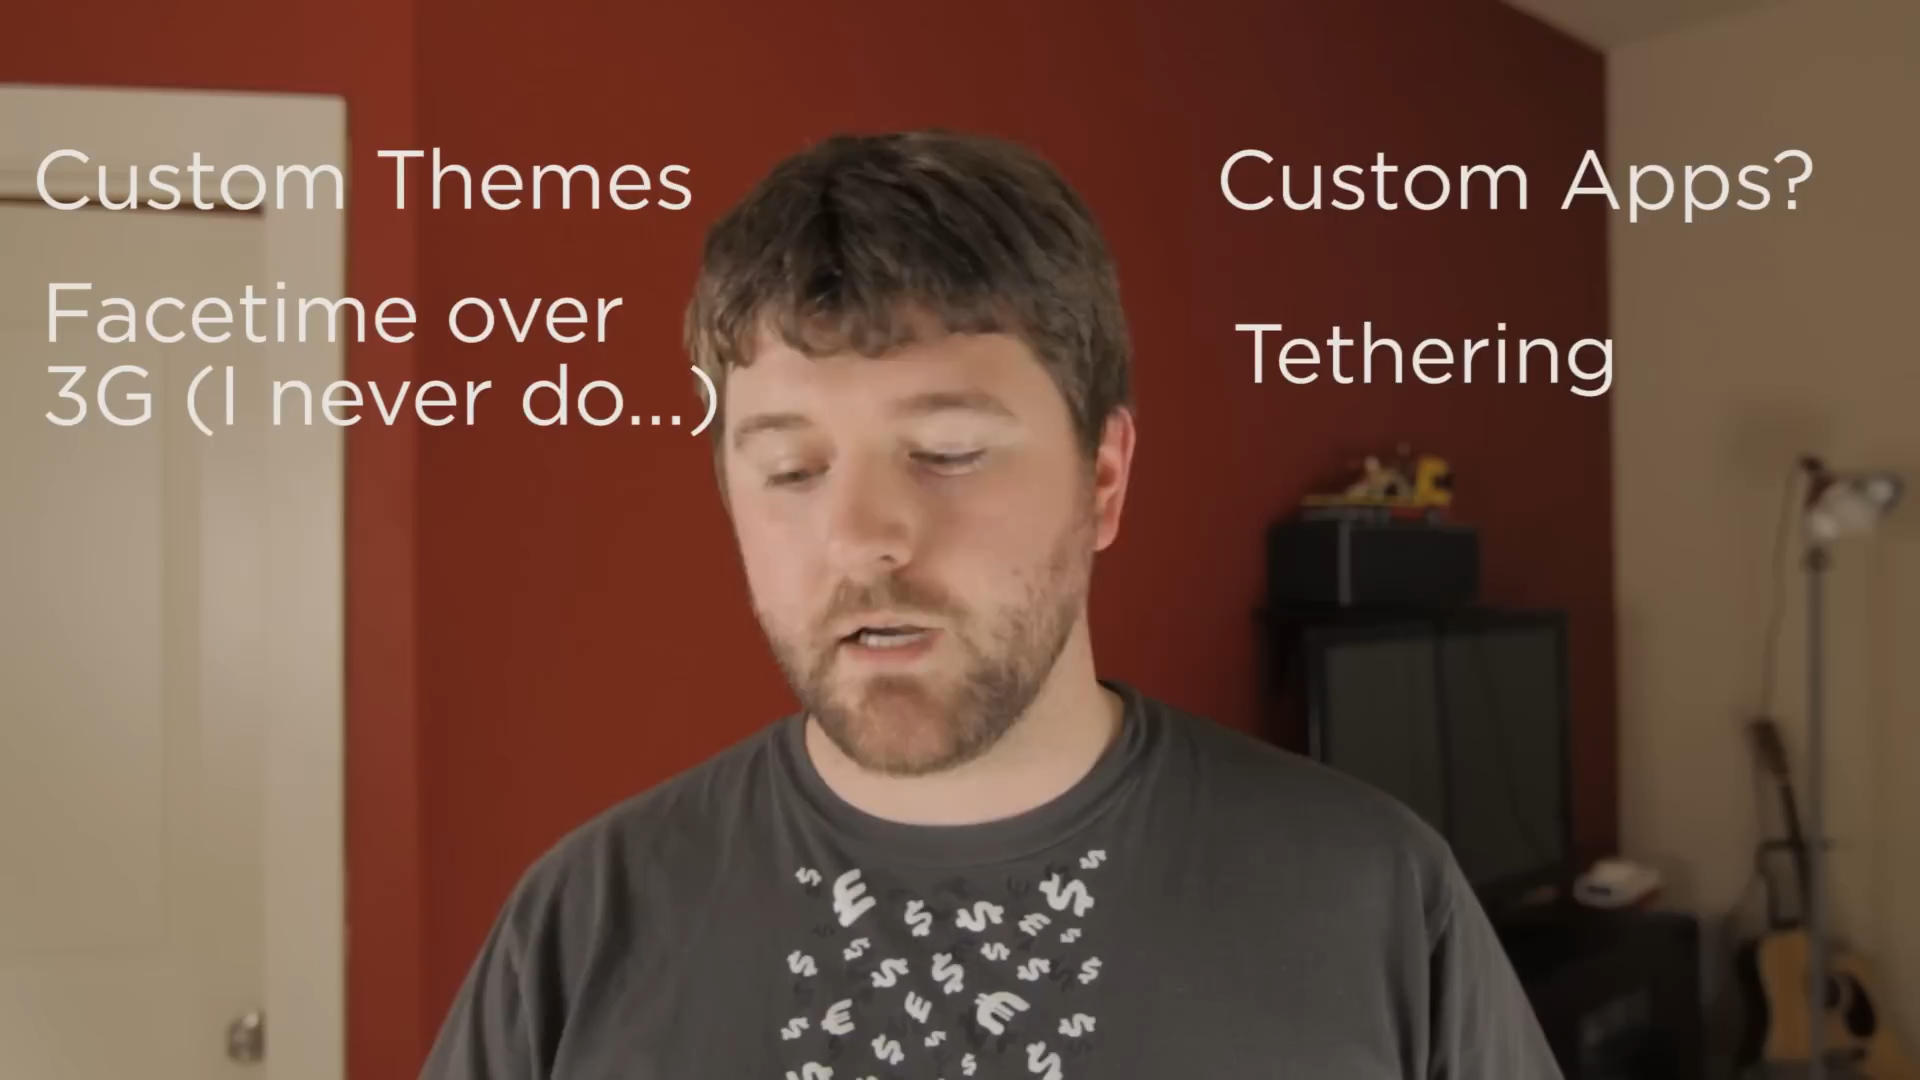 Custom Themes
Facetime over
3G (I never do...)
Custom Apps?
Tethering